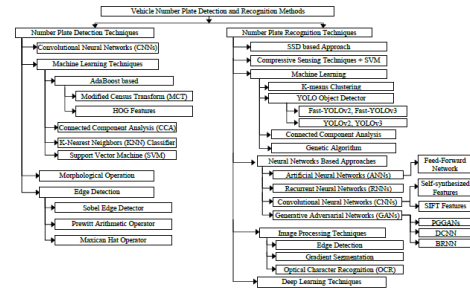 Vehicle Number Plate Detection and Recognition Methods
Number Plate Detection Techniques
Convolutional Neural Networks (CNNs)
Machine Learning Techniques
AdaBoost based
Modified Census Transform (MCT)
HOG Features
Connected Component Analysis (CCA)
K-Nearest Neighbors (KNN) Classifier
Support Vector Machine (SVM)
Morphological Operation
Edge Detection
Sobel Edge Detector
Prewitt Arithmetic Operator
Maxican Hat Operator
Number Plate Recognition Techniques
SSD based Approach
Compressive Sensing Techniques + SVM
Machine Learning
K-means Clustering
YOLO Object Detector
Fast-YOLOv2, Fast-YOLOv3
YOLOv2, YOLOv3
Connected Component Analysis
Genetic Algorithm
Neural Networks Based Approaches
Artificial Neural Networks (ANNs)
Feed-Forward
Network
Recurrent Neural Networks (RNNs)
Convolutional Neural Networks (CNNs)
Self-synthesized
Features
SIFT Features
Generative Adversarial Networks (GANs)
PGGANs
DCNN
BRNN
Image Processing Techniques
Edge Detection
Gradient Segmentation
Optical Character Recognition (OCR)
Deep Learning Techniques